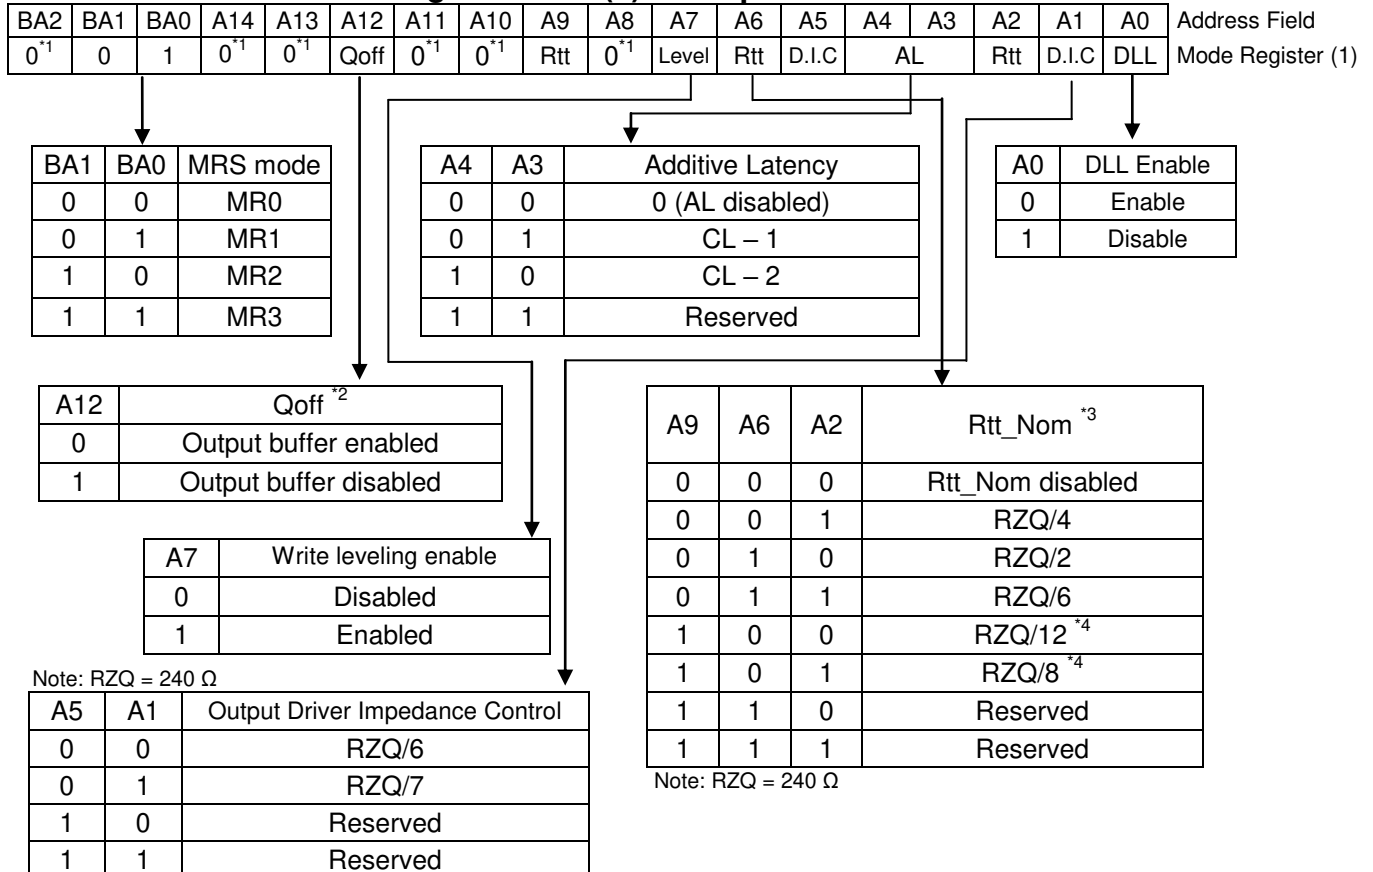 BA2 BA1 BA0 A14 A13 A12 A11 A10 A9 A8 A7 A6 A5 A4 A3 A2 A1 A0 Address Field
0*1 0 1 0*1 0*1 Qoff 0*1 0*1 Rtt 0*1 Level Rtt D.I.C AL Rtt D.I.C DLL Mode Register (1)
BA1 BA0 MRS mode
0 0 MR0
0 1 MR1
1 0 MR2
1 1 MR3
A4 A3 Additive Latency
0 0 0 (AL disabled)
0 1 CL – 1
1 0 CL – 2
1 1 Reserved
A0 DLL Enable
0 Enable
1 Disable
A12 Qoff *2
0 Output buffer enabled
1 Output buffer disabled
A7 Write leveling enable
0 Disabled
1 Enabled
Note: RZQ = 240 Ω
A5 A1 Output Driver Impedance Control
0 0 RZQ/6
0 1 RZQ/7
1 0 Reserved
1 1 Reserved
A9 A6 A2 Rtt_Nom *3
0 0 0 Rtt_Nom disabled
0 0 1 RZQ/4
0 1 0 RZQ/2
0 1 1 RZQ/6
1 0 0 RZQ/12 *4
1 0 1 RZQ/8 *4
1 1 0 Reserved
1 1 1 Reserved
Note: RZQ = 240 Ω